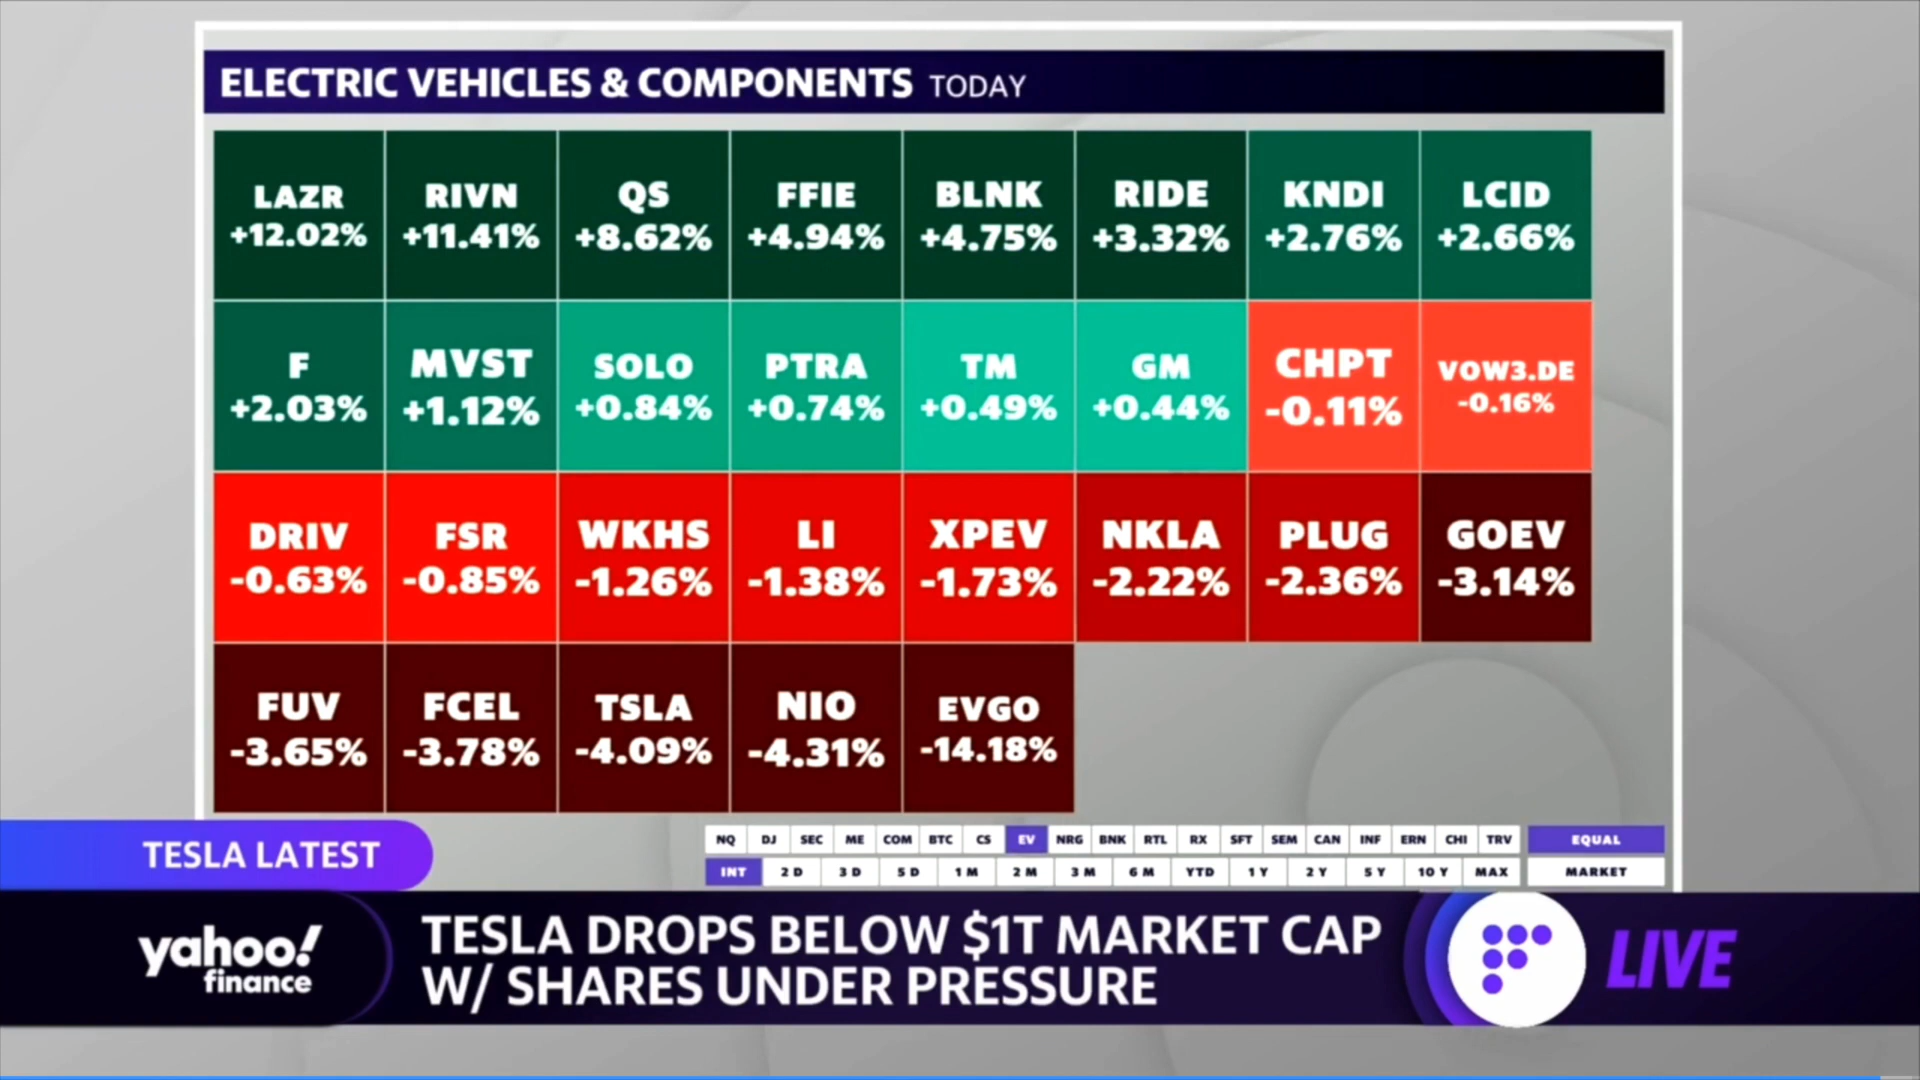 ELECTRIC VEHICLES & COMPONENTS TODAY
LAZR RIVN QS FFIE BLNK RIDE KNDI LCID
+12.02% +11.41% +8.62% +4.94% +4.75% +3.32% +2.76% +2.66%
F MVST SOLO PTRA TM GM CHPT VOW3.DE
+2.03% +1.12% +0.84% +0.74% +0.49% +0.44% -0.11% -0.16%
DRIV FSR WKHS LI XPEV NKLA PLUG GOEV
-0.63% -0.85% -1.26% -1.38% -1.73% -2.22% -2.36% -3.14%
FUV FCEL TSLA NIO EVGO
-3.65% -3.78% -4.09% -4.31% -14.18%
NQ DJ SEC ME COM BTC CS EV NRG BNK RTL RX SFT SEM CAN INF ERN CHI TRV EQUAL
INT 2 D 3 D 5 D 1 M 2 M 3 M 6 M YTD 1 Y 2 Y 5 Y 10 Y MAX MARKET
TESLA LATEST
yahoo!
finance
TESLA DROPS BELOW $1T MARKET CAP
W/ SHARES UNDER PRESSURE
LIVE